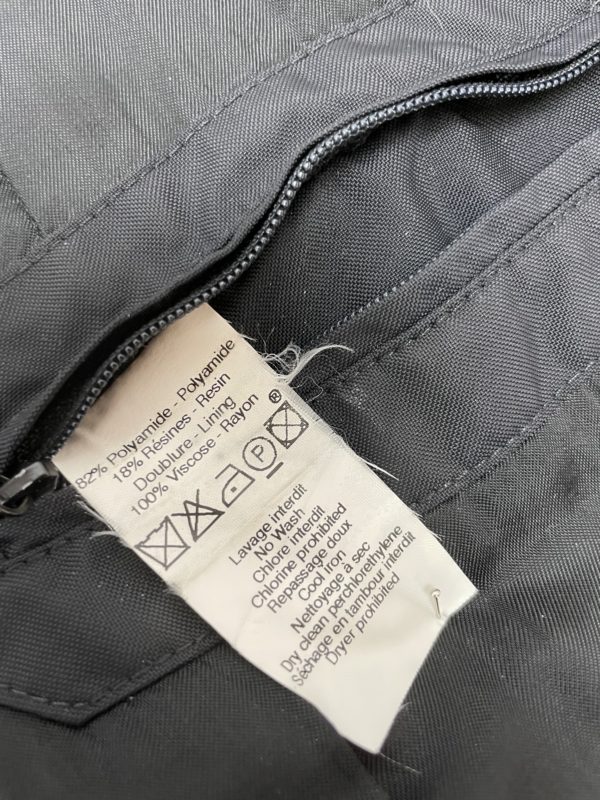 82% Polyamide - Polyamide
18% Résines - Resin
Doublure - Lining
100% Viscose - Rayon
®
P
Lavage interdit
No Wash
Chlore Interdit
Chlorine prohibited
Repassage doux
Cool Iron
Nettoyage à sec
Dry clean perchlorethylene
Séchage en tambour interdit
Dryer prohibited